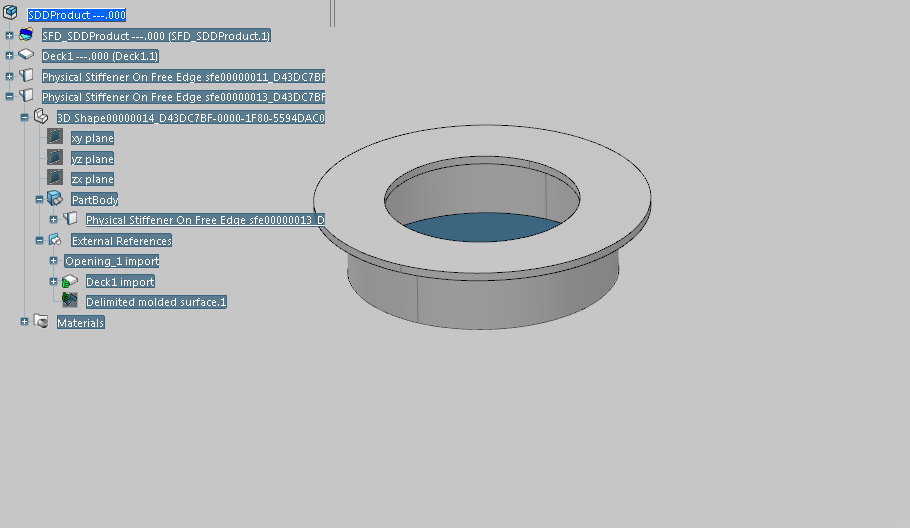 SDDProduct ---.000
SFD_SDDProduct ---.000 (SFD_SDDProduct.1)
Deck1 ---.000 (Deck1.1)
Physical Stiffener On Free Edge sfe00000011_D43DC7BF
Physical Stiffener On Free Edge sfe00000013_D43DC7BF
3D Shape00000014_D43DC7BF-0000-1F80-5594DAC0
xy plane
yz plane
zx plane
PartBody
Physical Stiffener On Free Edge sfe00000013_D
External References
Opening_1 import
Deck1 import
Delimited molded surface.1
Materials